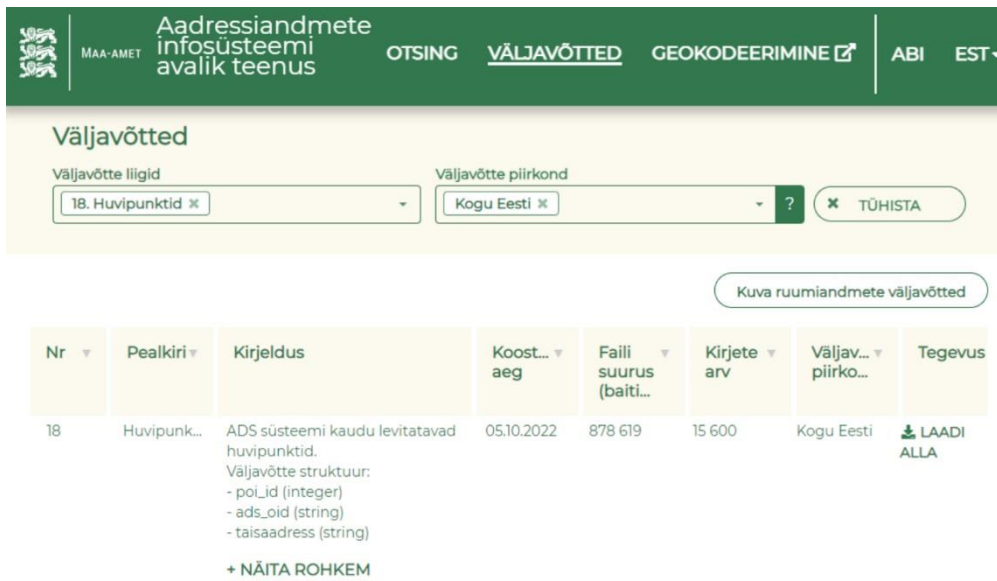 MAA-AMET
Aadressiandmete
infosüsteemi
avalik teenus
OTSING
VÄLJAVÕTTED
GEOKODEERIMINE
ABI
EST
Väljavõtted
Väljavõtte liigid
Väljavõtte piirkond
18. Huvipunktid ×
Kogu Eesti ×
?
× TÜHISTA
Kuva ruumiandmete väljavõtted
Nr
Pealkiri
Kirjeldus
Koost...
aeg
Faili
suurus
(baiti...
Kirjete
arv
Väljav...
piirko...
Tegevus
18
Huvipunk...
ADS süsteemi kaudu levitatavad
huvipunktid.
Väljavõtte struktuur:
- poi_id (integer)
- ads_oid (string)
- taisaadress (string)
+ NÄITA ROHKEM
05.10.2022
878 619
15 600
Kogu Eesti
LAADI
ALLA